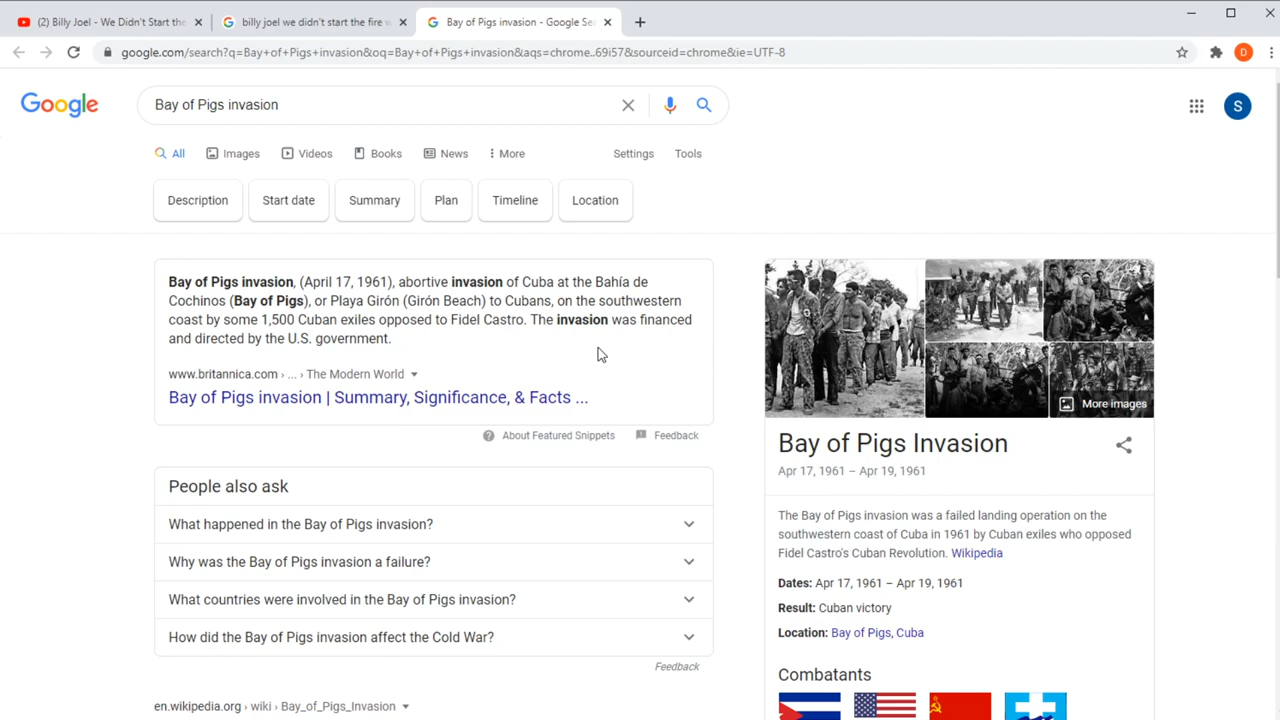 (2) Billy Joel - We Didn't Start the
billy joel we didn't start the fire w
Bay of Pigs invasion - Google Sea
google.com/search?q=Bay+of+Pigs+invasion&oq=Bay+of+Pigs+invasion&aqs=chrome..69i57&sourceid=chrome&ie=UTF-8
D
Google
Bay of Pigs invasion
S
All
Images
Videos
Books
News
More
Settings
Tools
Description
Start date
Summary
Plan
Timeline
Location
Bay of Pigs invasion, (April 17, 1961), abortive invasion of Cuba at the Bahía de
Cochinos (Bay of Pigs), or Playa Girón (Girón Beach) to Cubans, on the southwestern
coast by some 1,500 Cuban exiles opposed to Fidel Castro. The invasion was financed
and directed by the U.S. government.
www.britannica.com › ... › The Modern World
Bay of Pigs invasion | Summary, Significance, & Facts ...
About Featured Snippets
Feedback
People also ask
What happened in the Bay of Pigs invasion?
Why was the Bay of Pigs invasion a failure?
What countries were involved in the Bay of Pigs invasion?
How did the Bay of Pigs invasion affect the Cold War?
Feedback
en.wikipedia.org › wiki › Bay_of_Pigs_Invasion
More images
Bay of Pigs Invasion
Apr 17, 1961 – Apr 19, 1961
The Bay of Pigs invasion was a failed landing operation on the
southwestern coast of Cuba in 1961 by Cuban exiles who opposed
Fidel Castro's Cuban Revolution. Wikipedia
Dates: Apr 17, 1961 – Apr 19, 1961
Result: Cuban victory
Location: Bay of Pigs, Cuba
Combatants